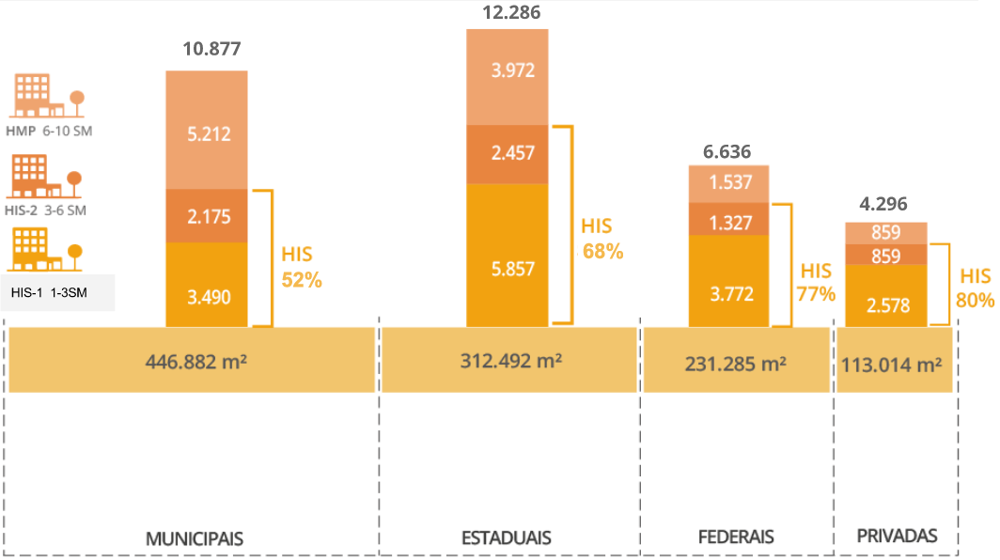 12.286
10.877
3.972
HMP 6-10 SM
5.212
2.457
6.636
1.537
HIS-2 3-6 SM
2.175
4.296
1.327
859
HIS
68%
HIS
52%
859
5.857
HIS
77%
HIS
80%
HIS-1 1-3SM
3.490
3.772
2.578
446.882 m²
312.492 m²
231.285 m²
113.014 m²
MUNICIPAIS
ESTADUAIS
FEDERAIS
PRIVADAS